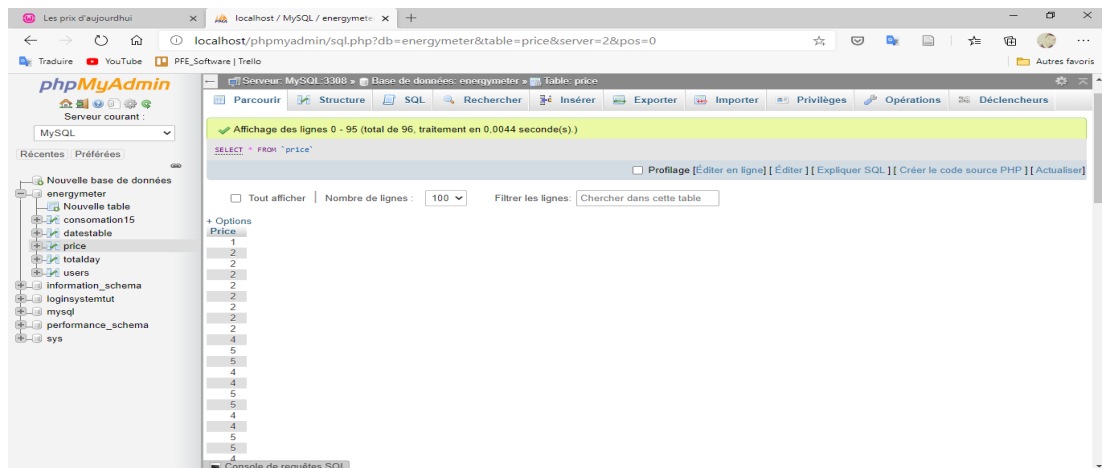 Les prix d'aujourdhui
localhost / MySQL / energymete
localhost/phpmyadmin/sql.php?db=energymeter&table=price&server=2&pos=0
Traduire
YouTube
PFE_Software | Trello
Autres favoris
phpMyAdmin
Serveur courant :
MySQL
Récentes
Préférées
Nouvelle base de données
energymeter
Nouvelle table
consomation15
datestable
price
totalday
users
information_schema
loginsystemtut
mysql
performance_schema
sys
Serveur: MySQL:3308 » Base de données: energymeter » Table: price
Parcourir
Structure
SQL
Rechercher
Insérer
Exporter
Importer
Privilèges
Opérations
Déclencheurs
Affichage des lignes 0 - 95 (total de 96, traitement en 0,0044 seconde(s).)
SELECT * FROM `price`
Profilage [Éditer en ligne] [ Éditer ] [ Expliquer SQL ] [ Créer le code source PHP ] [ Actualiser]
Tout afficher
Nombre de lignes :
100
Filtrer les lignes:
Chercher dans cette table
+ Options
Price
1
2
2
2
2
2
2
2
2
4
5
5
4
4
5
5
4
4
5
5
4
Console de requêtes SQL